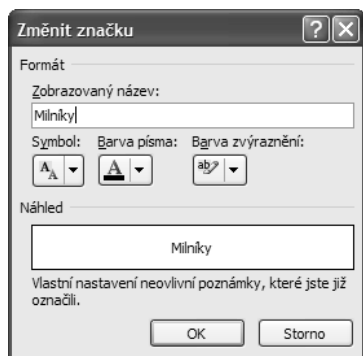 Změnit značku
Formát
Zobrazovaný název:
Milníky
Symbol: Barva písma: Barva zvýraznění:
A A A ab
Náhled
Milníky
Vlastní nastavení neovlivní poznámky, které jste již
označili.
OK Storno